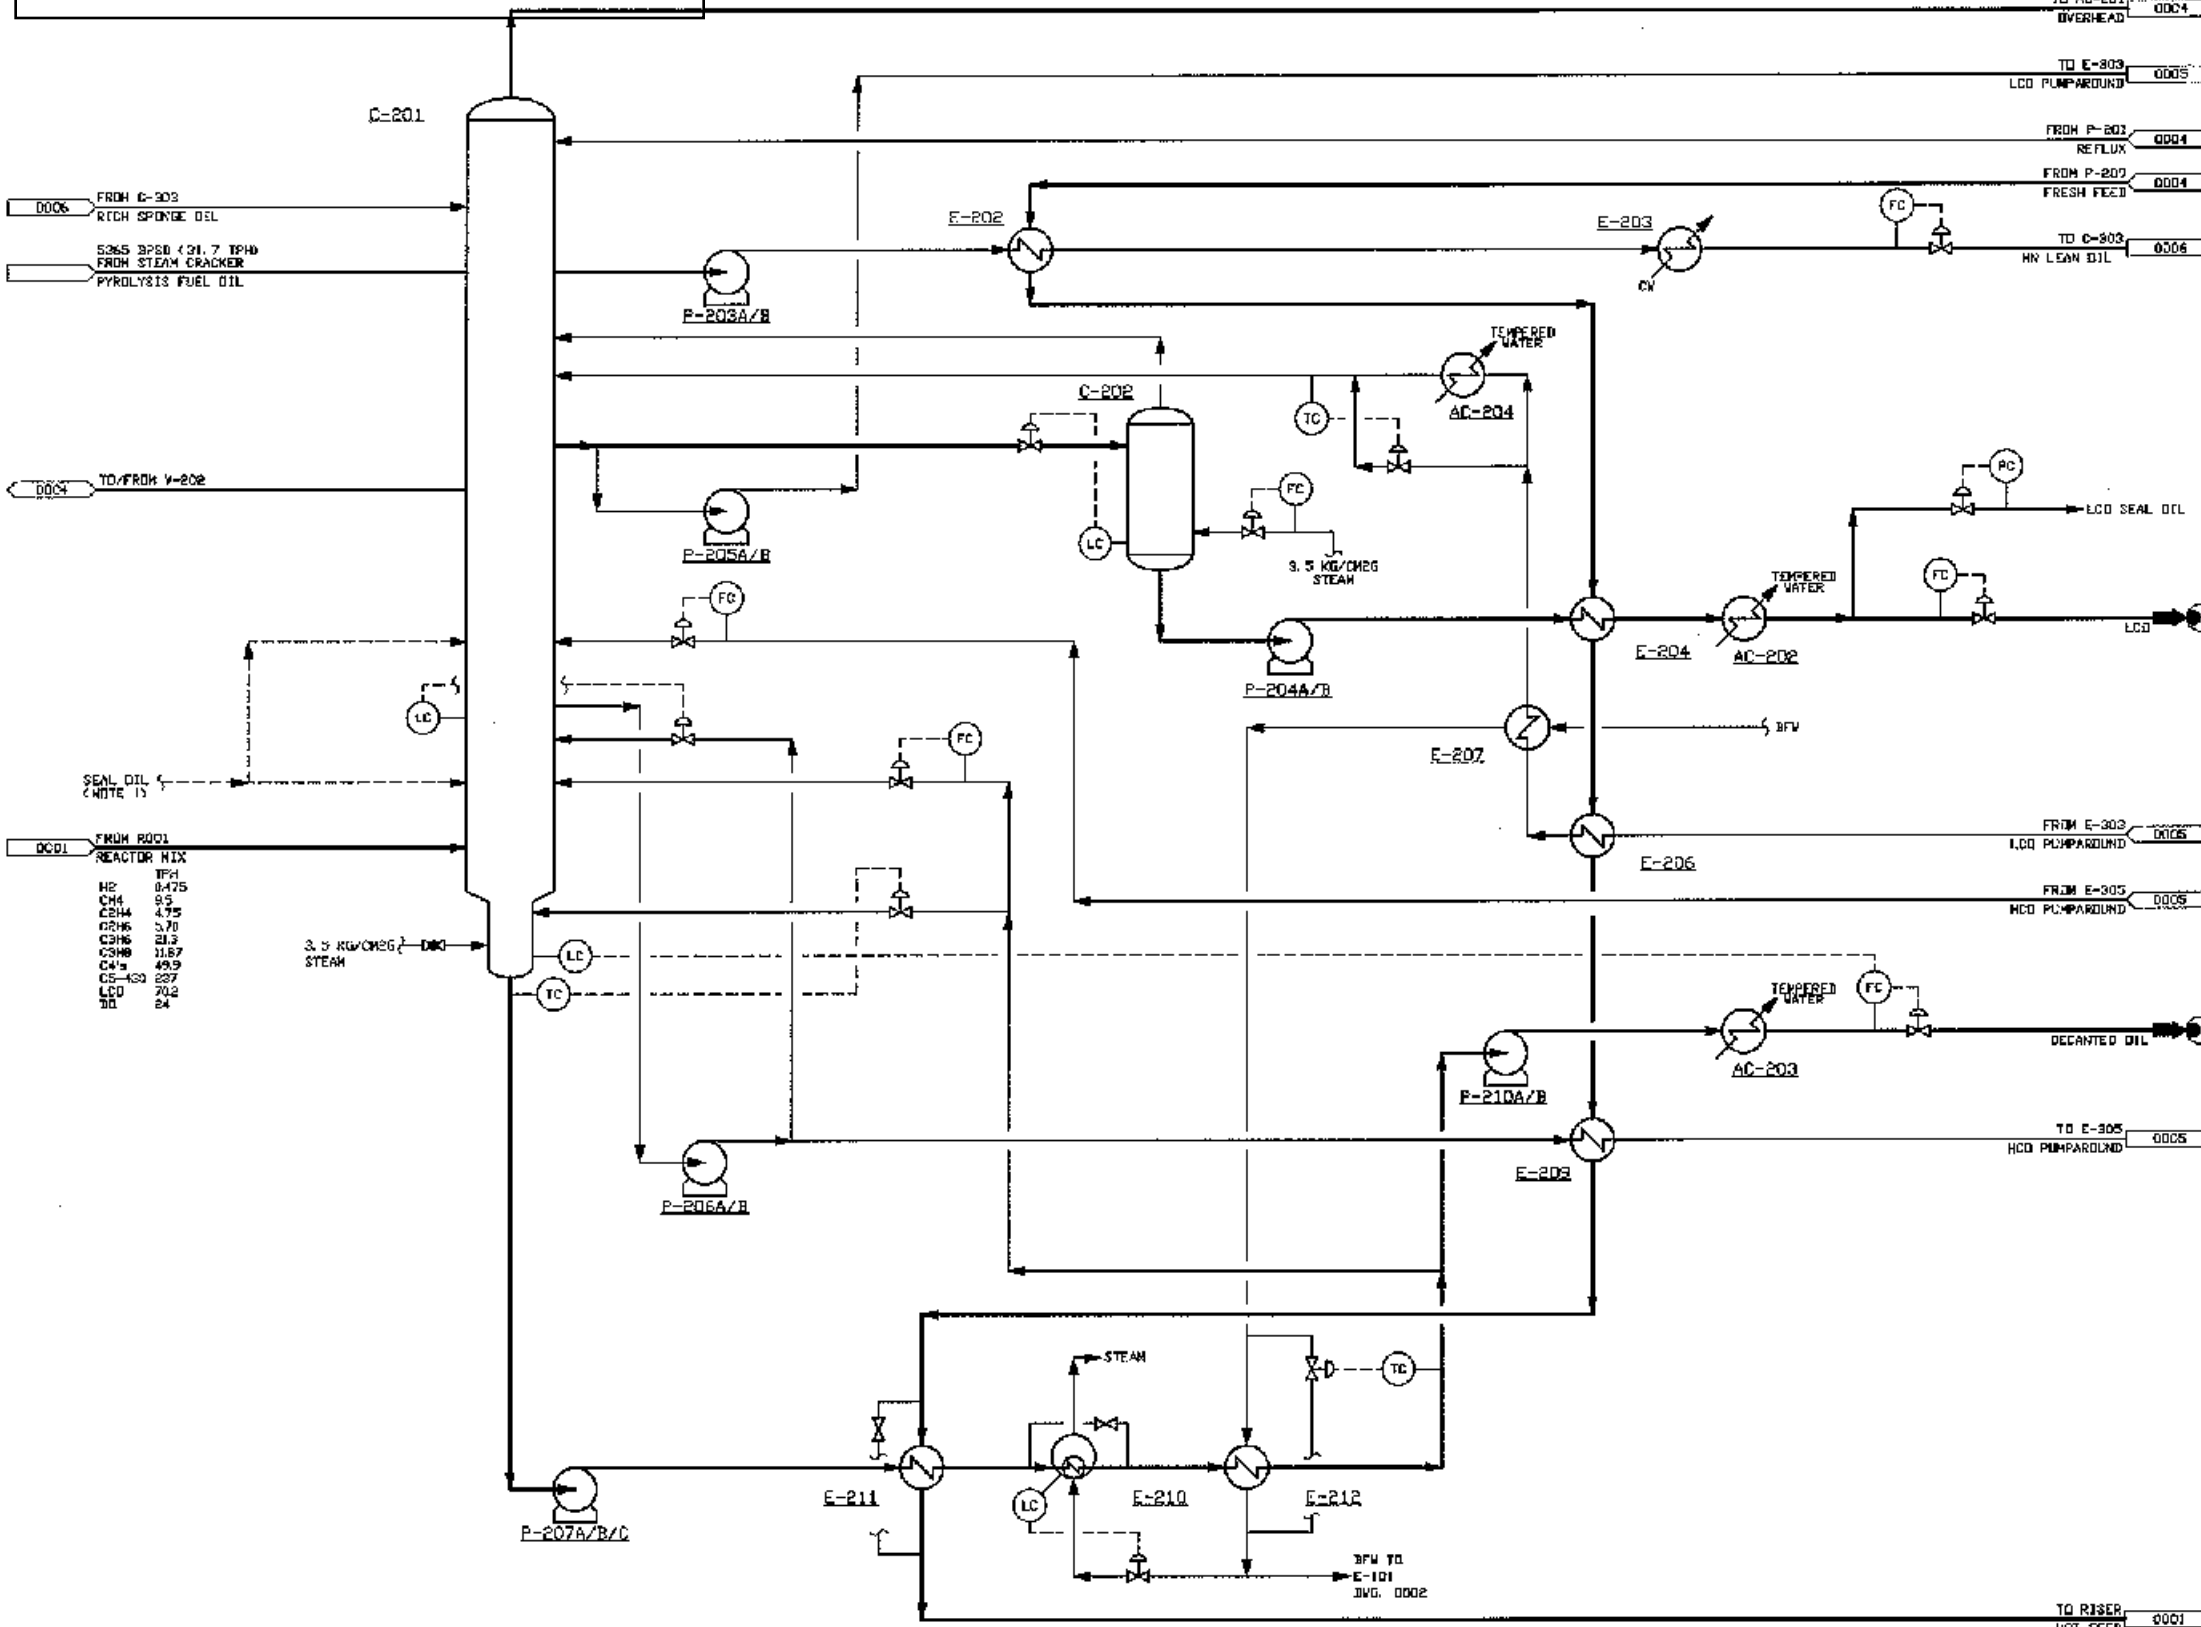 0004
OVERHEAD
TO E-303
0005
LCO PUMPAROUND
C-201
FROM P-201
0004
REFLUX
FROM P-207
0004
FRESH FEED
0006
FROM C-303
RICH SPONGE OIL
E-202
E-203
FC
TO C-303
0006
HN LEAN OIL
CW
5265 BPSD (31.7 TPH)
FROM STEAM CRACKER
PYROLYSIS FUEL OIL
P-203A/B
TEMPERED
WATER
C-202
TC
AC-204
0004
TO/FROM V-202
FC
PC
LCO SEAL OIL
P-205A/B
LC
3.5 KG/CM2G
STEAM
FC
TEMPERED
WATER
FC
LCO
P-204A/B
E-204
AC-202
LC
FC
E-207
BFW
SEAL OIL
(NOTE 1)
0001
FROM R001
REACTOR MIX
FROM E-303
0005
LCO PUMPAROUND
E-206
TPH
H2 0.475
CH4 9.5
C2H4 4.75
C2H6 5.70
C3H6 21.3
C3H8 11.87
C4's 49.9
C5-430 237
LCO 70.2
DO 24
FROM E-305
0005
HCO PUMPAROUND
3.5 KG/CM2G
STEAM
LC
TC
FC
TEMPERED
WATER
DECANTED OIL
AC-203
P-210A/B
TO E-305
0005
HCO PUMPAROUND
E-209
P-206A/B
STEAM
TC
E-211
LC
E-210
E-212
P-207A/B/C
BFW TO
E-101
DWG. 0002
TO RISER
0001